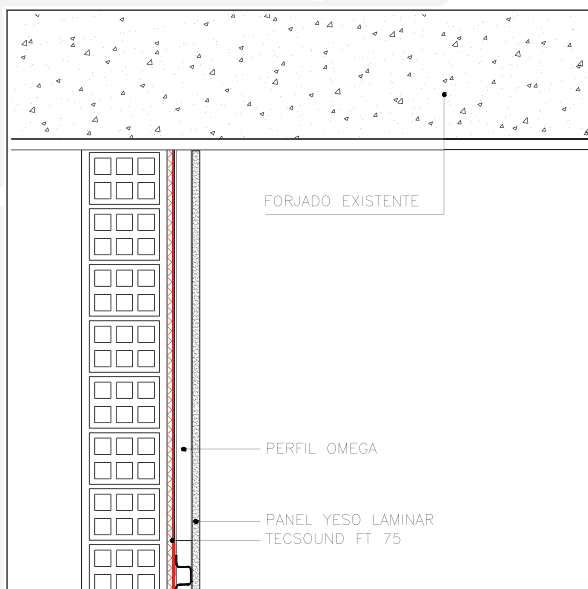 FORJADO EXISTENTE
PERFIL OMEGA
PANEL YESO LAMINAR
TECSOUND FT 75